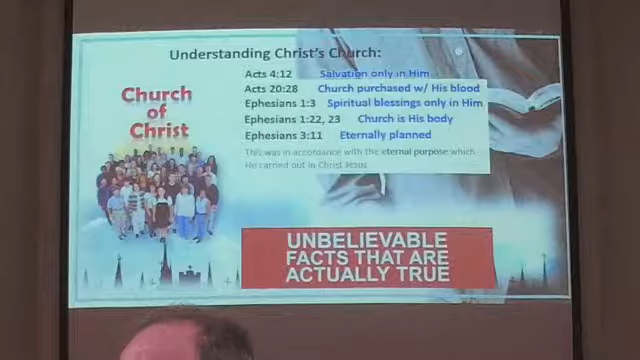 Understanding Christ's Church:
Acts 4:12 Salvation only in Him
Acts 20:28 Church purchased w/ His blood
Ephesians 1:3 Spiritual blessings only in Him
Ephesians 1:22, 23 Church is His body
Ephesians 3:11 Eternally planned
This was in accordance with the eternal purpose which
He carried out in Christ Jesus
Church
of
Christ
UNBELIEVABLE
FACTS THAT ARE
ACTUALLY TRUE